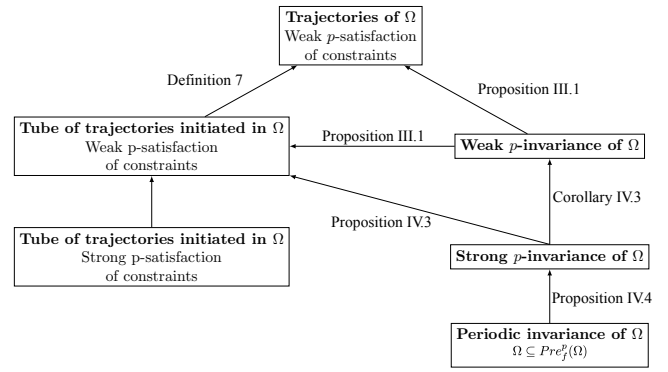 Trajectories of Ω
Weak p-satisfaction
of constraints
Definition 7
Proposition III.1
Tube of trajectories initiated in Ω
Weak p-satisfaction
of constraints
Proposition III.1
Weak p-invariance of Ω
Proposition IV.3
Corollary IV.3
Tube of trajectories initiated in Ω
Strong p-satisfaction
of constraints
Strong p-invariance of Ω
Proposition IV.4
Periodic invariance of Ω
Ω ⊆ Pre_f^p(Ω)